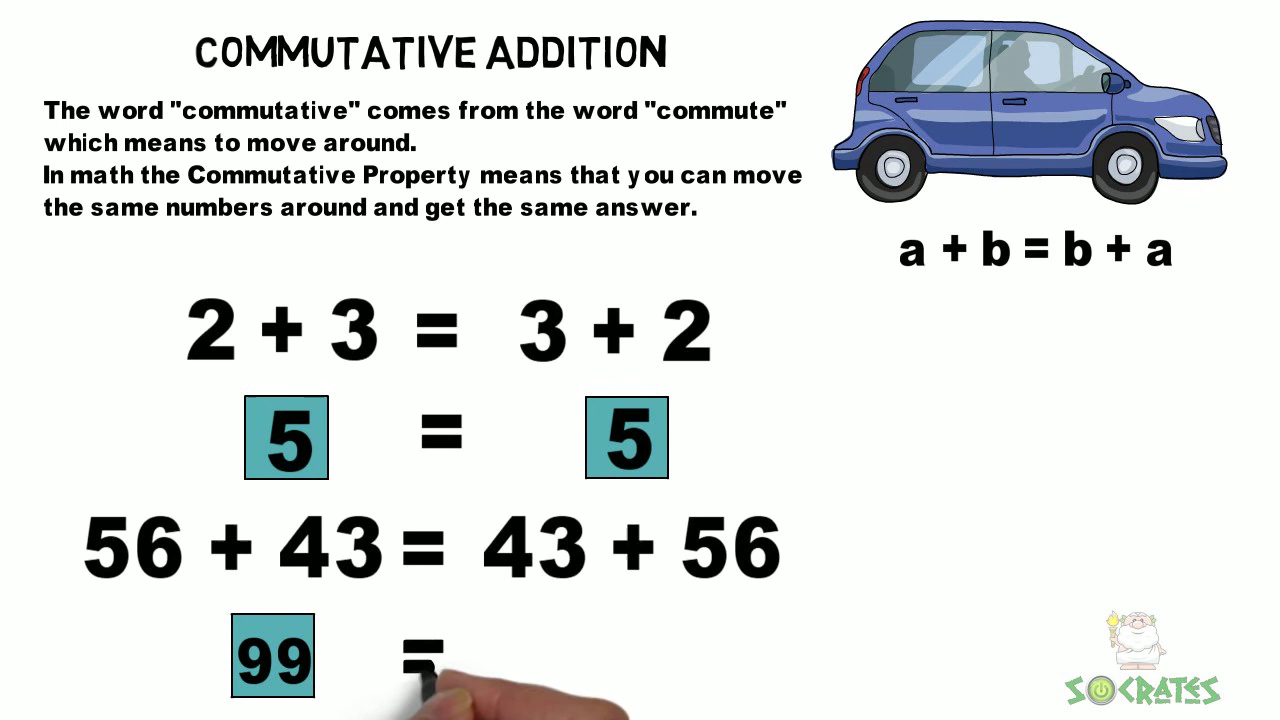 COMMUTATIVE ADDITION
The word "commutative" comes from the word "commute"
which means to move around.
In math the Commutative Property means that you can move
the same numbers around and get the same answer.
a + b = b + a
2 + 3 = 3 + 2
5 = 5
56 + 43 = 43 + 56
99 =
SOCRATES